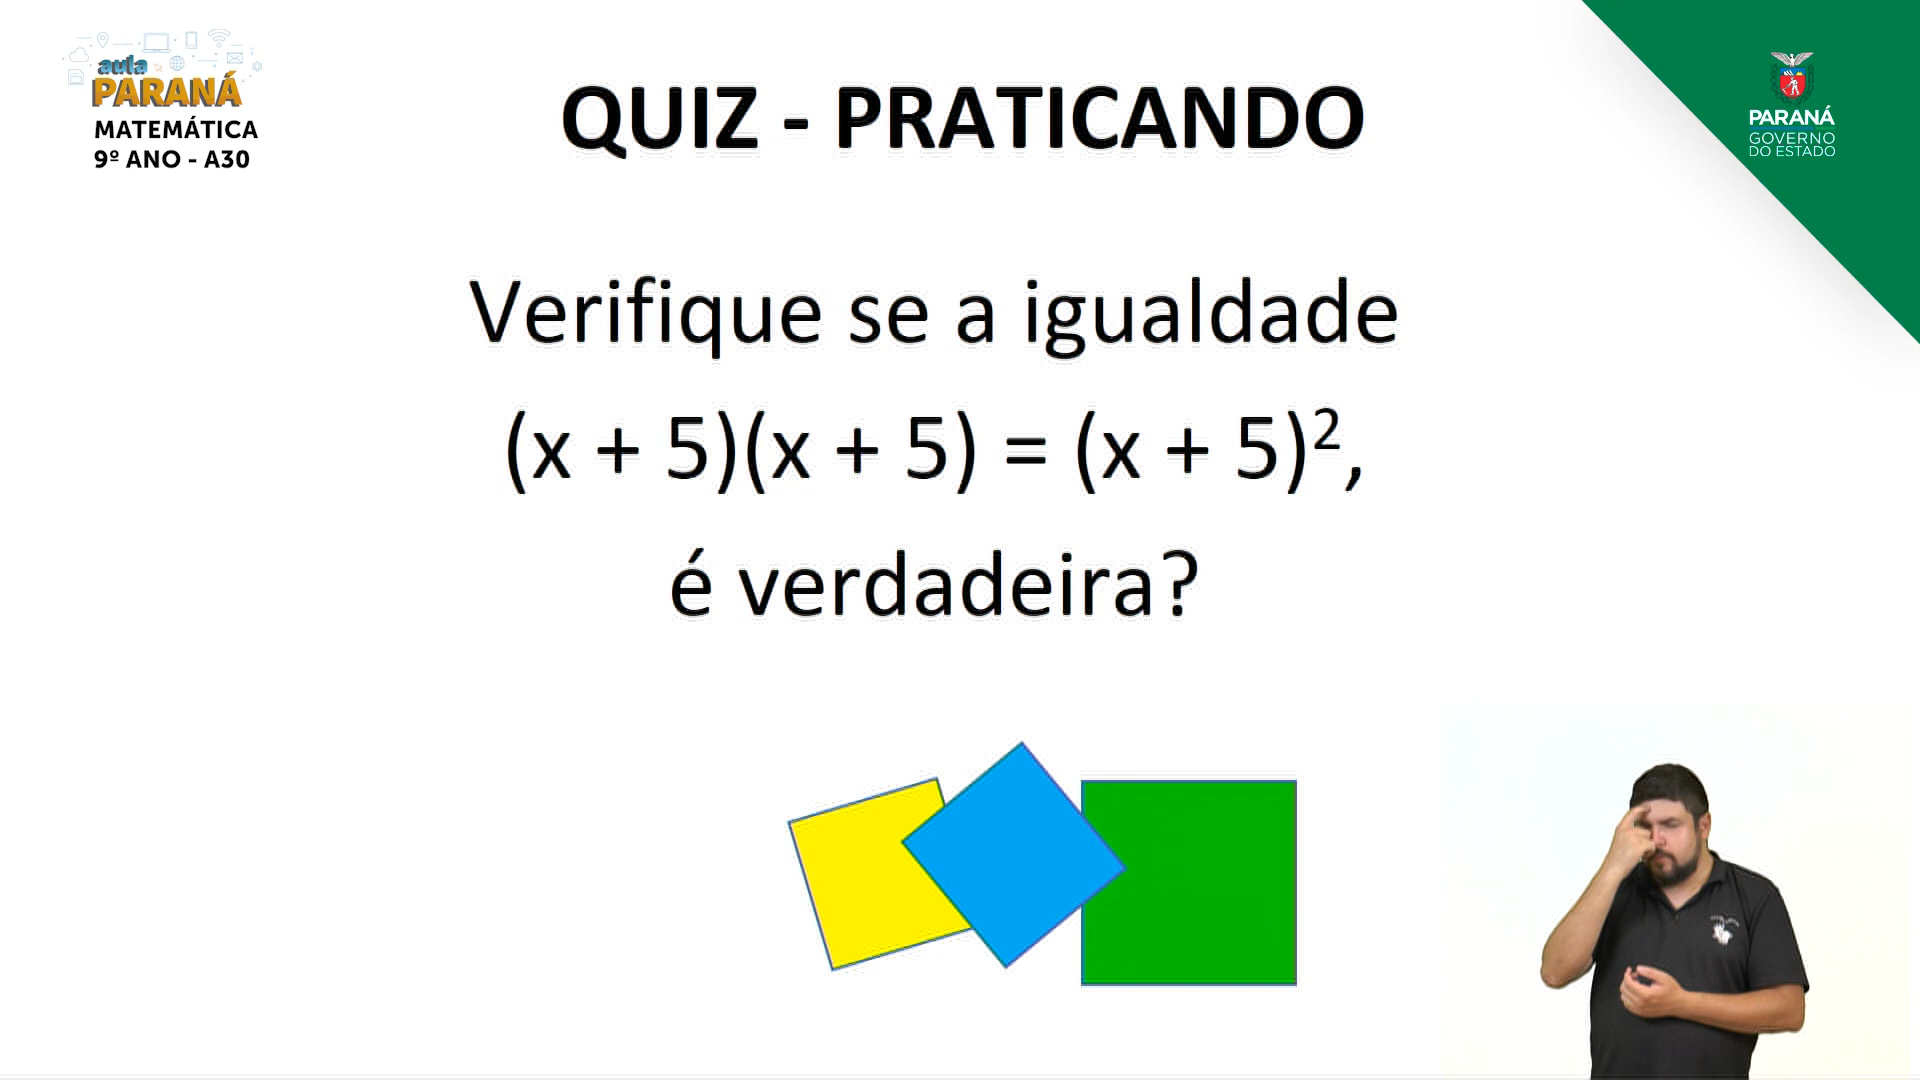 aula
PARANÁ
MATEMÁTICA
9º ANO - A30
QUIZ - PRATICANDO
PARANÁ
GOVERNO
DO ESTADO
Verifique se a igualdade
(x + 5)(x + 5) = (x + 5)²,
é verdadeira?